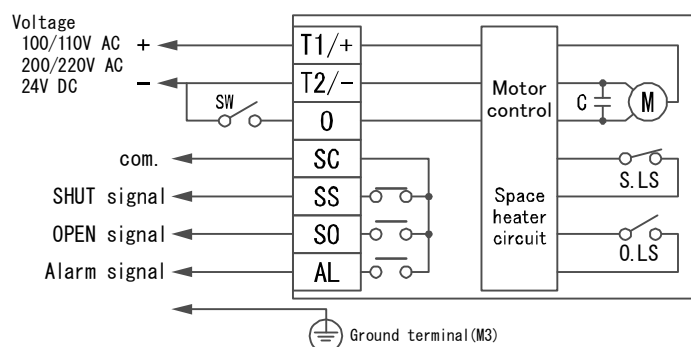 Voltage
100/110V AC +
200/220V AC
24V DC −
SW
com.
SHUT signal
OPEN signal
Alarm signal
T1/+
T2/-
O
SC
SS
SO
AL
Motor
control
Space
heater
circuit
C
M
S.LS
O.LS
Ground terminal(M3)